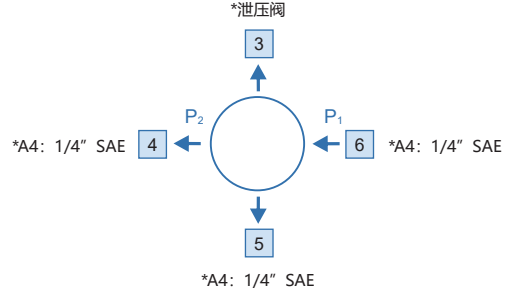 *泄压阀
3
P₂
P₁
*A4: 1/4″ SAE
4
6
*A4: 1/4″ SAE
5
*A4: 1/4″ SAE